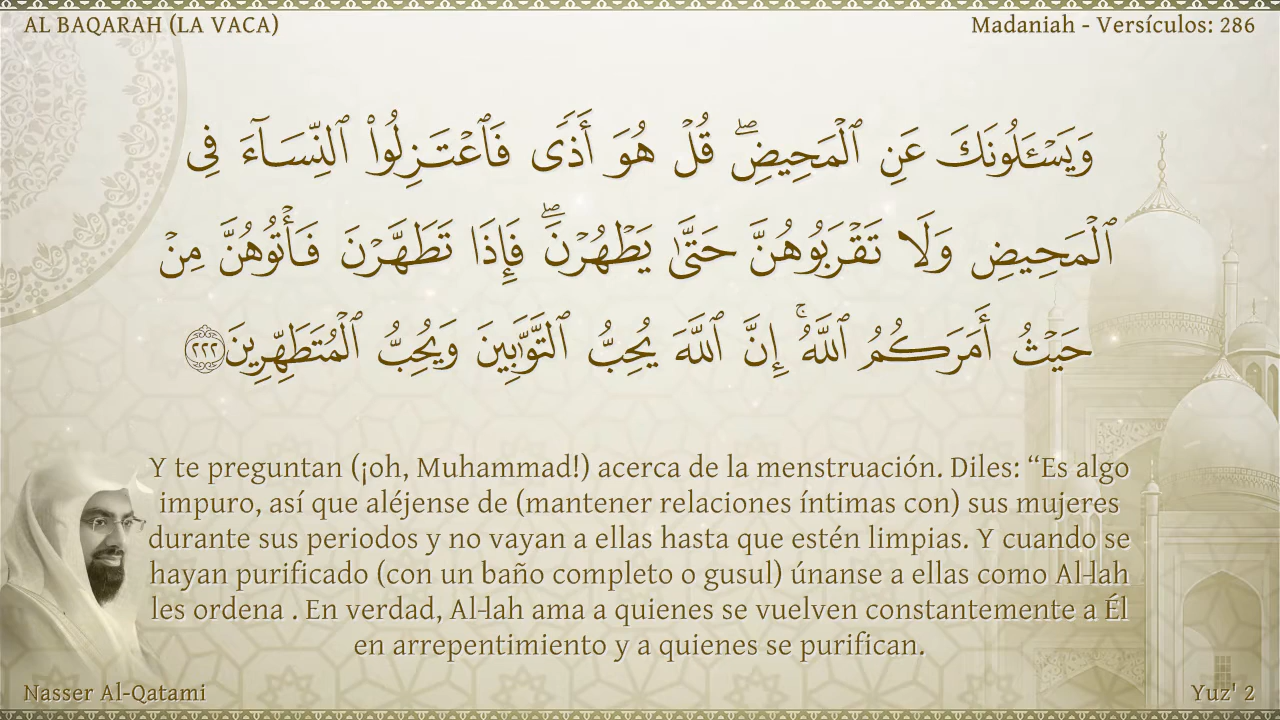 AL BAQARAH (LA VACA)
Madaniah - Versículos: 286
وَيَسْـَٔلُونَكَ عَنِ ٱلْمَحِيضِ ۖ قُلْ هُوَ أَذًۭى فَٱعْتَزِلُوا۟ ٱلنِّسَآءَ فِى
ٱلْمَحِيضِ وَلَا تَقْرَبُوهُنَّ حَتَّىٰ يَطْهُرْنَ ۖ فَإِذَا تَطَهَّرْنَ فَأْتُوهُنَّ مِنْ
حَيْثُ أَمَرَكُمُ ٱللَّهُ ۚ إِنَّ ٱللَّهَ يُحِبُّ ٱلتَّوَّٰبِينَ وَيُحِبُّ ٱلْمُتَطَهِّرِينَ ٢٢٢
Y te preguntan (¡oh, Muhammad!) acerca de la menstruación. Diles: “Es algo
impuro, así que aléjense de (mantener relaciones íntimas con) sus mujeres
durante sus periodos y no vayan a ellas hasta que estén limpias. Y cuando se
hayan purificado (con un baño completo o gusul) únanse a ellas como Al-lah
les ordena . En verdad, Al-lah ama a quienes se vuelven constantemente a Él
en arrepentimiento y a quienes se purifican.
Nasser Al-Qatami
Yuz' 2